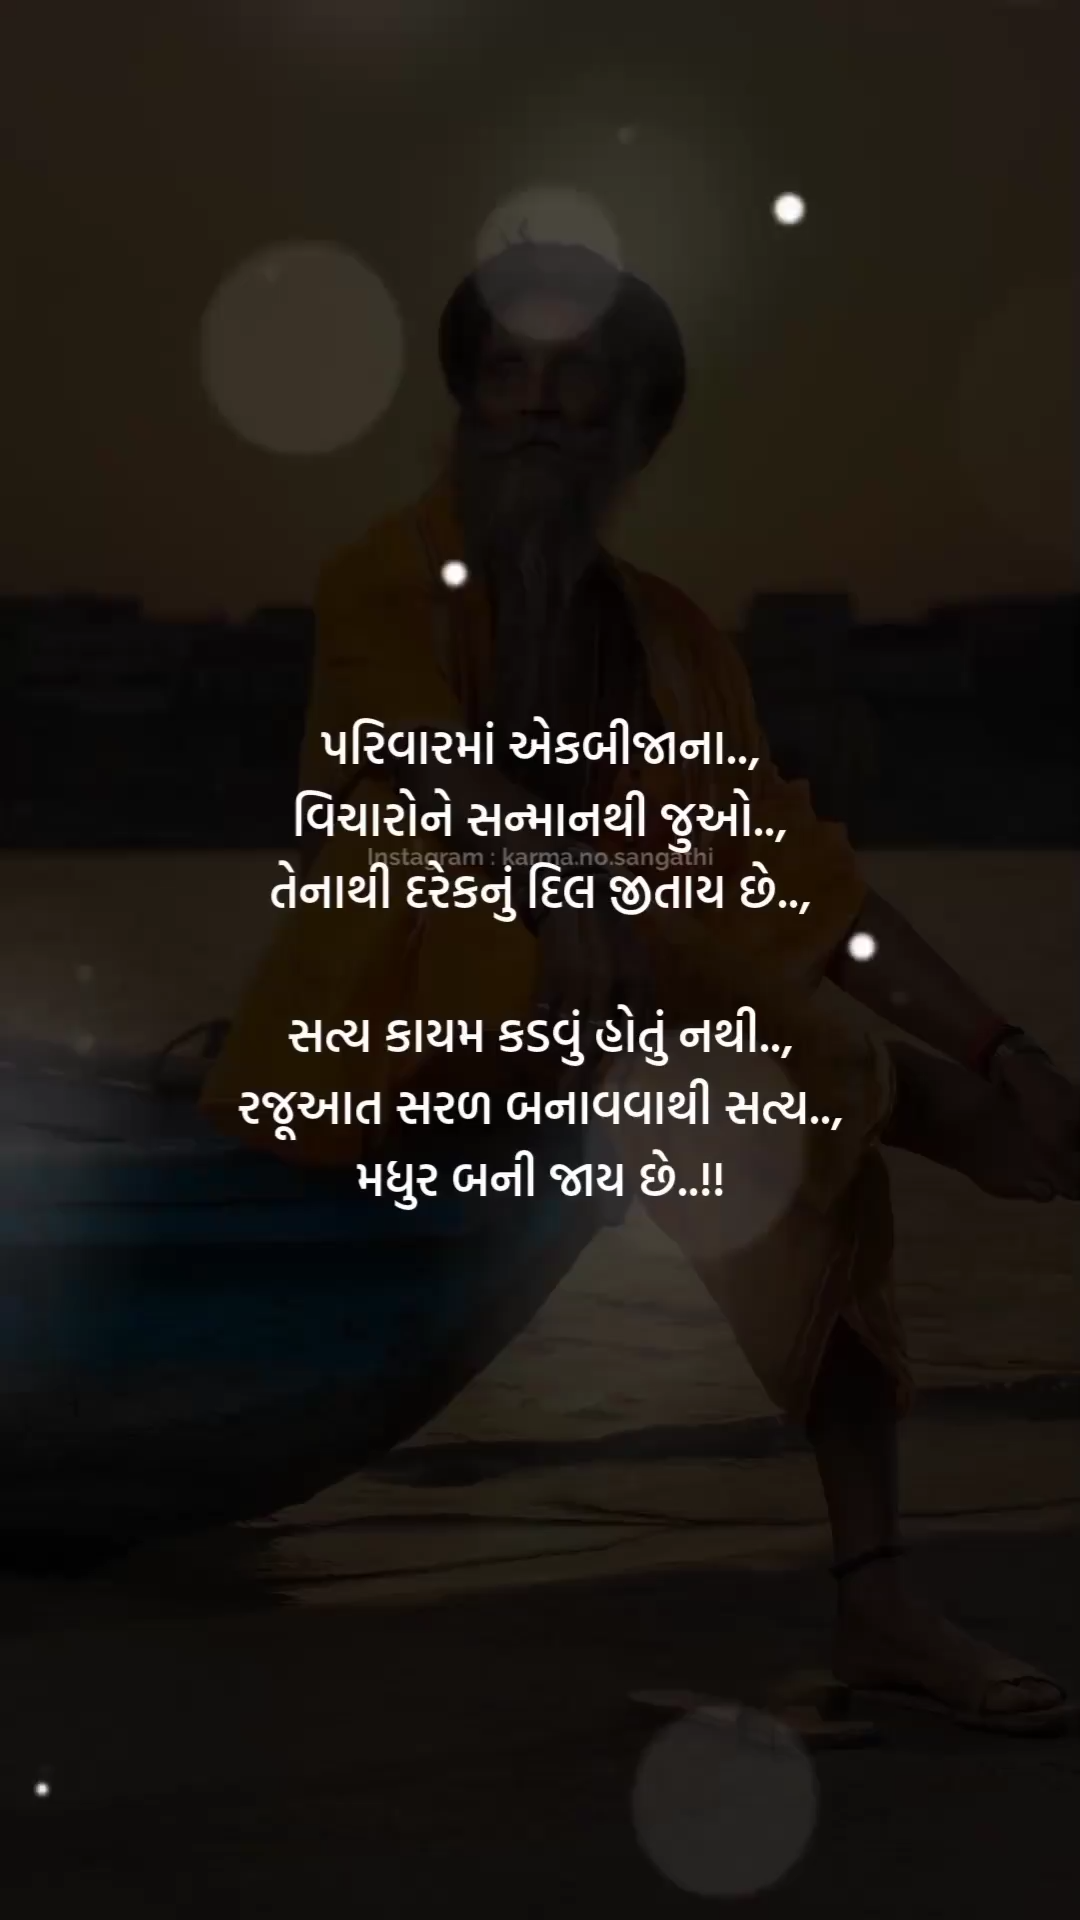 પરિવારમાં એકબીજાના..,
વિચારોને સન્માનથી જુઓ..,
Instagram : karma.no.sangathi
તેનાથી દરેકનું દિલ જીતાય છે..,
સત્ય કાયમ કડવું હોતું નથી..,
રજૂઆત સરળ બનાવવાથી સત્ય..,
મધુર બની જાય છે..!!